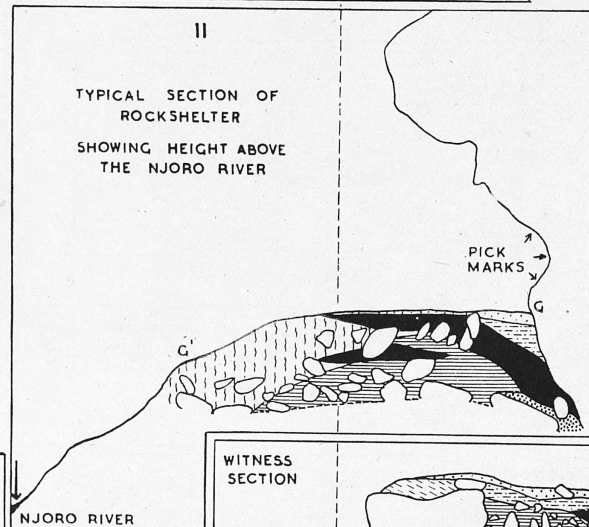 11
TYPICAL SECTION OF
ROCKSHELTER
SHOWING HEIGHT ABOVE
THE NJORO RIVER
PICK
MARKS
G
G'
WITNESS
SECTION
NJORO RIVER